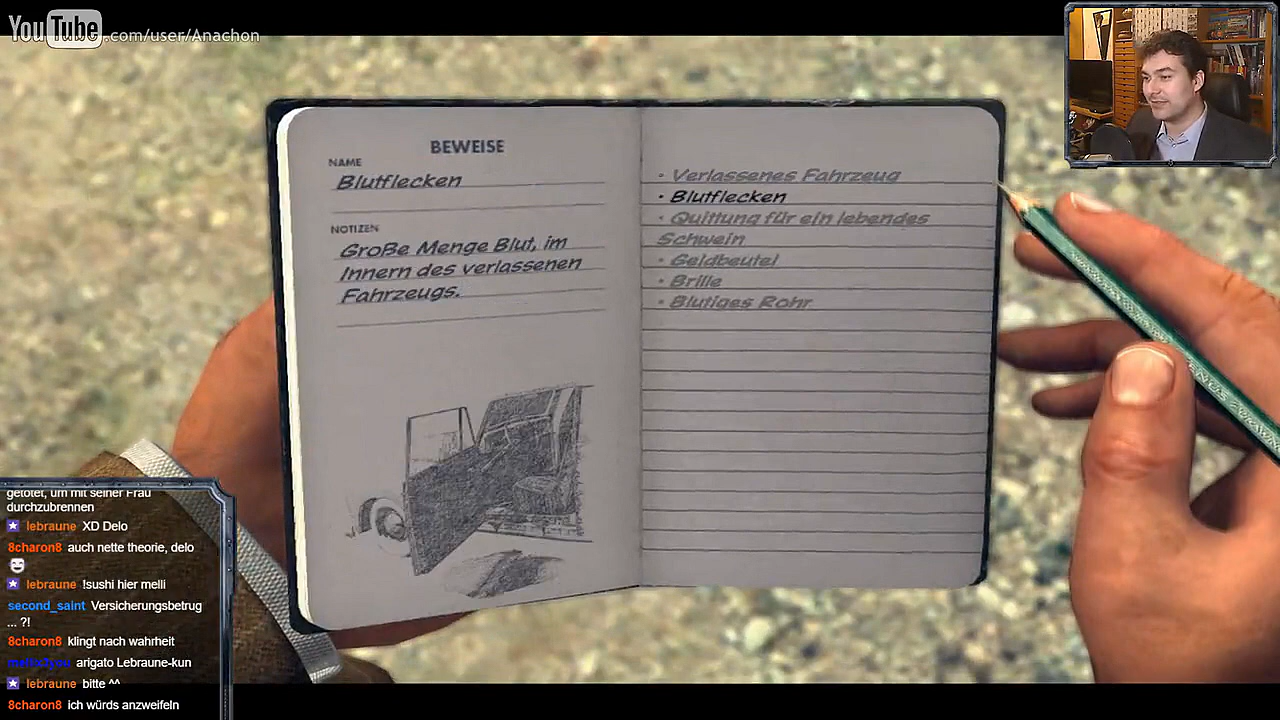 YouTube.com/user/Anachon
BEWEISE
NAME
Blutflecken
NOTIZEN
Große Menge Blut, im
Innern des verlassenen
Fahrzeugs.
• Verlassenes Fahrzeug
• Blutflecken
• Quittung für ein lebendes
Schwein
• Geldbeutel
• Brille
• Blutiges Rohr
getötet, um mit seiner Frau
durchzubrennen
lebraune XD Delo
8charon8 auch nette theorie, delo
lebraune !sushi hier melli
second_saint Versicherungsbetrug
... ?!
8charon8 klingt nach wahrheit
arigato Lebraune-kun
lebraune bitte ^^
8charon8 ich würds anzweifeln